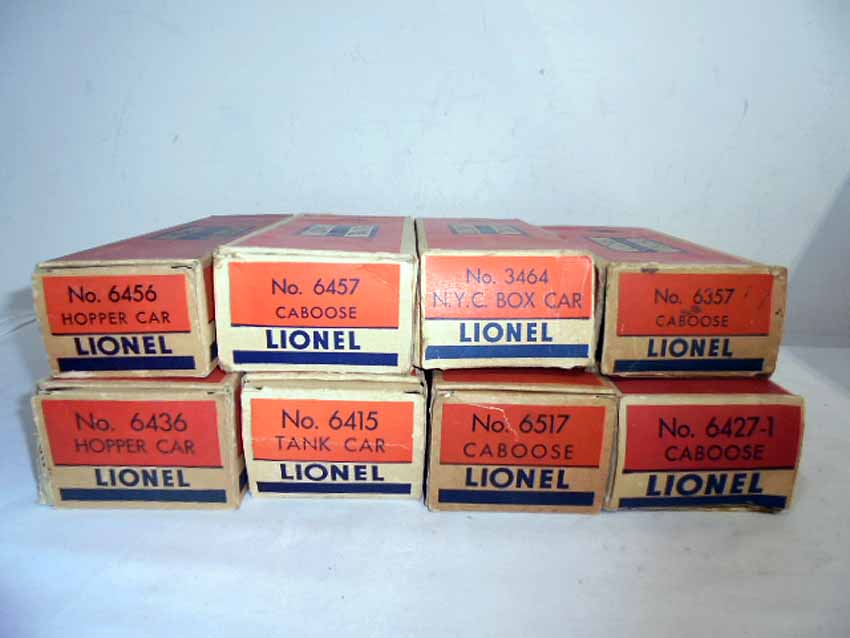 No. 6456
HOPPER CAR
LIONEL
No. 6457
CABOOSE
LIONEL
No. 3464
N.Y.C. BOX CAR
LIONEL
No. 6357
CABOOSE
LIONEL
No. 6436
HOPPER CAR
LIONEL
No. 6415
TANK CAR
LIONEL
No. 6517
CABOOSE
LIONEL
No. 6427-1
CABOOSE
LIONEL